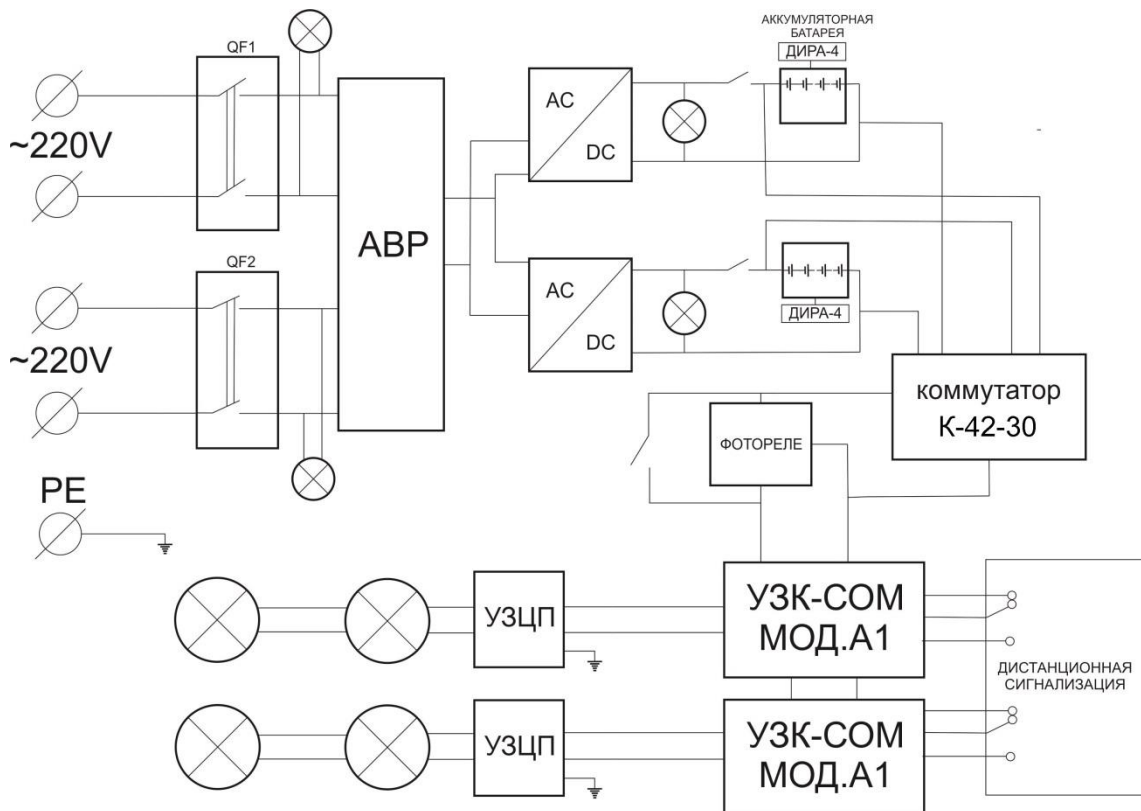 QF1
~220V
QF2
~220V
PE
АВР
AC
DC
AC
DC
АККУМУЛЯТОРНАЯ
БАТАРЕЯ
ДИРА-4
ДИРА-4
коммутатор
К-42-30
ФОТОРЕЛЕ
УЗЦП
УЗК-СОМ
МОД.А1
ДИСТАНЦИОННАЯ
СИГНАЛИЗАЦИЯ
УЗЦП
УЗК-СОМ
МОД.А1